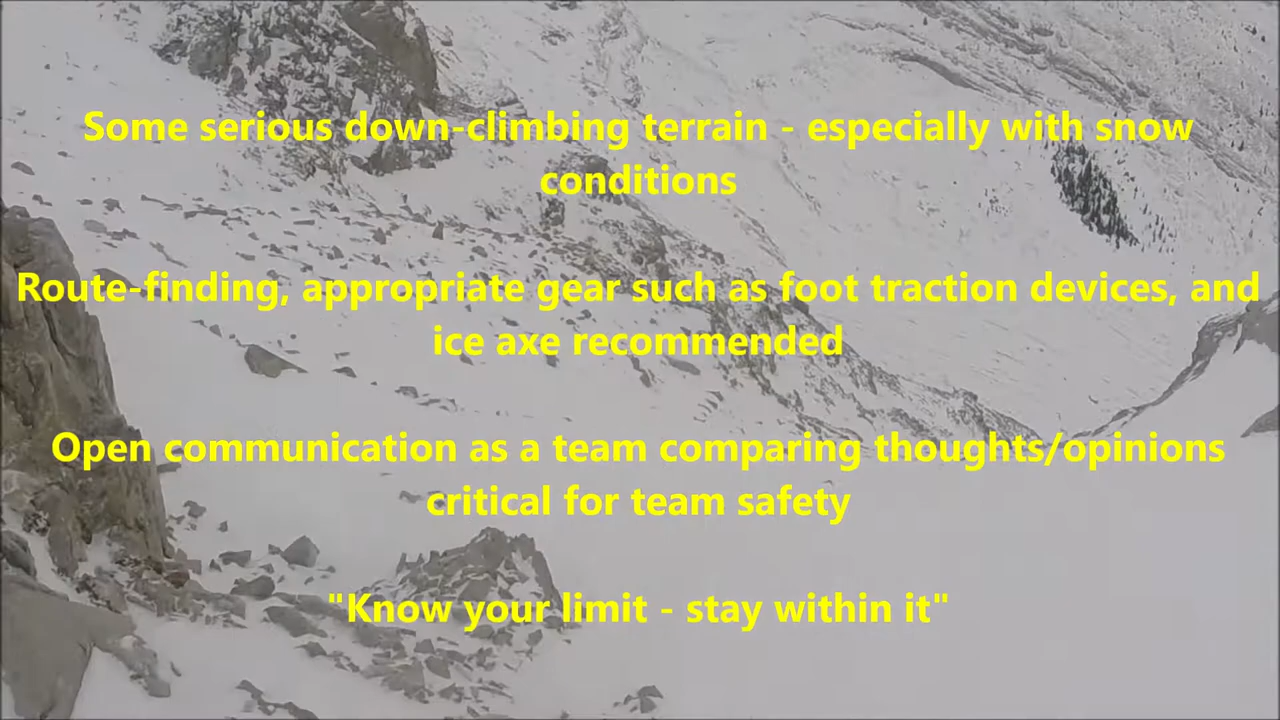 Some serious down-climbing terrain - especially with snow
conditions
Route-finding, appropriate gear such as foot traction devices, and
ice axe recommended
Open communication as a team comparing thoughts/opinions
critical for team safety
"Know your limit - stay within it"